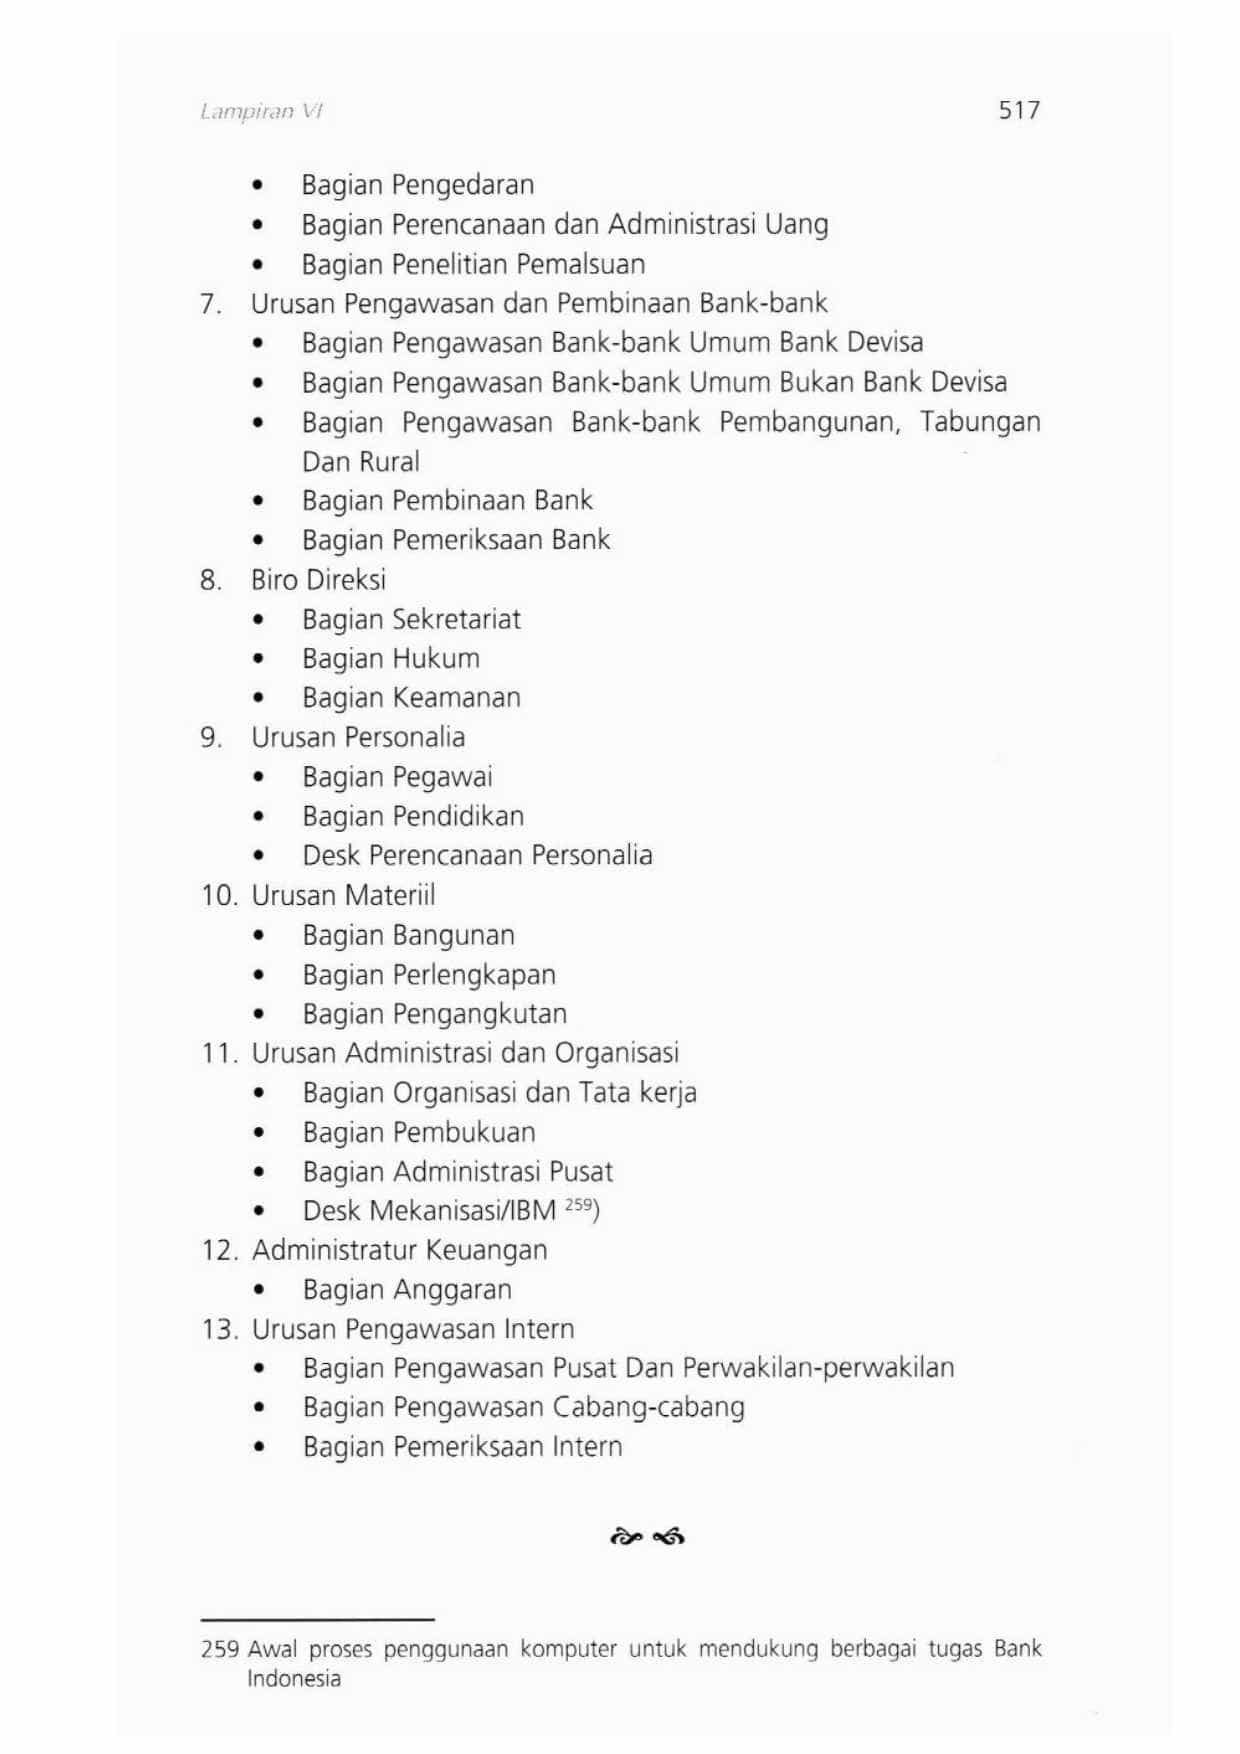 Lampiran VI 517
• Bagian Pengedaran
• Bagian Perencanaan dan Administrasi Uang
• Bagian Penelitian Pemalsuan
7. Urusan Pengawasan dan Pembinaan Bank-bank
• Bagian Pengawasan Bank-bank Umum Bank Devisa
• Bagian Pengawasan Bank-bank Umum Bukan Bank Devisa
• Bagian Pengawasan Bank-bank Pembangunan, Tabungan
Dan Rural
• Bagian Pembinaan Bank
• Bagian Pemeriksaan Bank
8. Biro Direksi
• Bagian Sekretariat
• Bagian Hukum
• Bagian Keamanan
9. Urusan Personalia
• Bagian Pegawai
• Bagian Pendidikan
• Desk Perencanaan Personalia
10. Urusan Materiil
• Bagian Bangunan
• Bagian Perlengkapan
• Bagian Pengangkutan
11. Urusan Administrasi dan Organisasi
• Bagian Organisasi dan Tata kerja
• Bagian Pembukuan
• Bagian Administrasi Pusat
• Desk Mekanisasi/IBM 259)
12. Administratur Keuangan
• Bagian Anggaran
13. Urusan Pengawasan Intern
• Bagian Pengawasan Pusat Dan Perwakilan-perwakilan
• Bagian Pengawasan Cabang-cabang
• Bagian Pemeriksaan Intern
259 Awal proses penggunaan komputer untuk mendukung berbagai tugas Bank
Indonesia